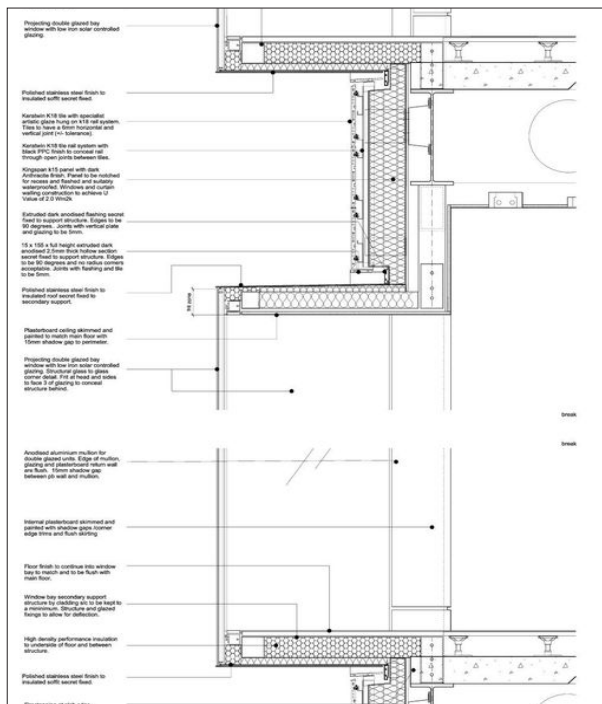 Projecting double glazed bay
window with low iron solar controlled
glazing.
Polished stainless steel finish to
insulated soffit secret fixed.
Keratwin K18 tile with specialist
artistic glaze hung on k18 rail system.
Tiles to have a 6mm horizontal and
vertical joint (+/- tolerance).
Keratwin K18 tile rail system with
black PPC finish to conceal rail
through open joints between tiles.
Kingspan k15 panel with dark
Anthracite finish. Panel to be notched
for recess and flashed and suitably
waterproofed. Windows and curtain
walling construction to achieve U
Value of 2.0 Wm2k
Extruded dark anodised flashing secret
fixed to support structure. Edges to be
90 degrees. Joints with vertical plate
and glazing to be 5mm.
15 x 155 x full height extruded dark
anodised 2.5mm thick hollow section
secret fixed to support structure. Edges
to be 90 degrees and no radius corners
acceptable. Joints with flashing and tile
to be 5mm.
Polished stainless steel finish to
insulated roof secret fixed to
secondary support.
Plasterboard ceiling skimmed and
painted to match main floor with
15mm shadow gap to perimeter.
Projecting double glazed bay
window with low iron solar controlled
glazing. Structural glass to glass
corner detail. Frit at head and sides
to face 3 of glazing to conceal
structure behind.
break
break
Anodised aluminium mullion for
double glazed units. Edge of mullion,
glazing and plasterboard return wall
are flush. 15mm shadow gap
between pb wall and mullion.
Internal plasterboard skimmed and
painted with shadow gaps /corner
edge trims and flush skirting
Floor finish to continue into window
bay to match and to be flush with
main floor.
Window bay secondary support
structure by cladding s/c to be kept to
a minimum. Structure and glazed
fixings to allow for deflection.
High density performance insulation
to underside of floor and between
structure.
Polished stainless steel finish to
insulated soffit secret fixed.